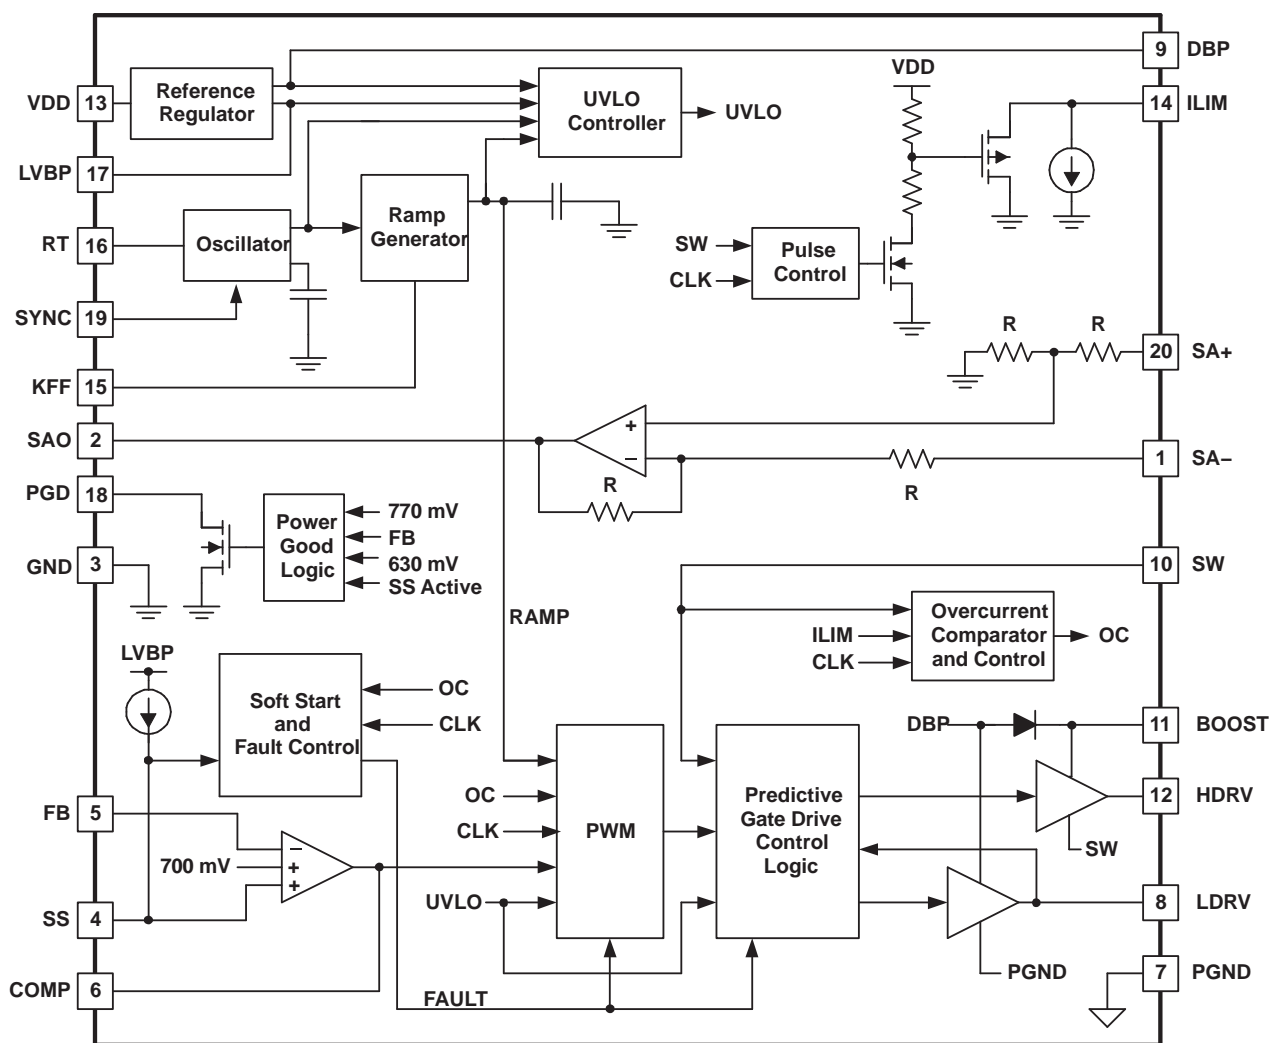 9 DBP
VDD 13
Reference
Regulator
UVLO
Controller
UVLO
VDD
14 ILIM
LVBP 17
RT 16
Oscillator
Ramp
Generator
SW
CLK
Pulse
Control
SYNC 19
R
R
20 SA+
KFF 15
SAO 2
+
–
1 SA–
R
R
PGD 18
Power
Good
Logic
770 mV
FB
630 mV
SS Active
GND 3
10 SW
RAMP
ILIM
CLK
Overcurrent
Comparator
and Control
OC
LVBP
Soft Start
and
Fault Control
OC
CLK
DBP
11 BOOST
FB 5
OC
CLK
PWM
Predictive
Gate Drive
Control
Logic
12 HDRV
SW
700 mV
–
+
+
UVLO
SS 4
8 LDRV
PGND
7 PGND
COMP 6
FAULT